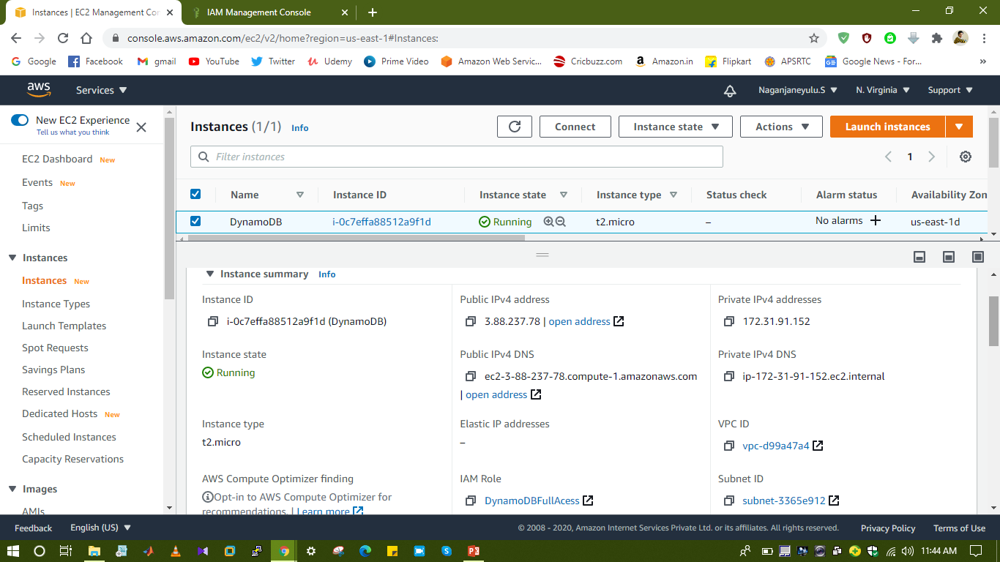 Instances | EC2 Management Con
IAM Management Console
console.aws.amazon.com/ec2/v2/home?region=us-east-1#Instances:
Google Facebook gmail YouTube Twitter Udemy Prime Video Amazon Web Servic... Cricbuzz.com Amazon.in Flipkart APSRTC Google News - For... »
aws Services Naganjaneyulu.S N. Virginia Support
New EC2 Experience
Tell us what you think
EC2 Dashboard New
Events New
Tags
Limits
Instances
Instances New
Instance Types
Launch Templates
Spot Requests
Savings Plans
Reserved Instances
Dedicated Hosts New
Scheduled Instances
Capacity Reservations
Images
AMIs
Instances (1/1) Info
Connect Instance state Actions Launch instances
Filter instances
1
Name Instance ID Instance state Instance type Status check Alarm status Availability Zon
DynamoDB i-0c7effa88512a9f1d Running t2.micro – No alarms + us-east-1d
Instance summary Info
Instance ID Public IPv4 address Private IPv4 addresses
i-0c7effa88512a9f1d (DynamoDB) 3.88.237.78 | open address 172.31.91.152
Instance state Public IPv4 DNS Private IPv4 DNS
Running ec2-3-88-237-78.compute-1.amazonaws.com ip-172-31-91-152.ec2.internal
| open address
Instance type Elastic IP addresses VPC ID
t2.micro – vpc-d99a47a4
AWS Compute Optimizer finding IAM Role Subnet ID
Opt-in to AWS Compute Optimizer for DynamoDBFullAcess subnet-3365e912
recommendations. | Learn more
Feedback English (US) © 2008 - 2020, Amazon Internet Services Private Ltd. or its affiliates. All rights reserved. Privacy Policy Terms of Use
11:44 AM